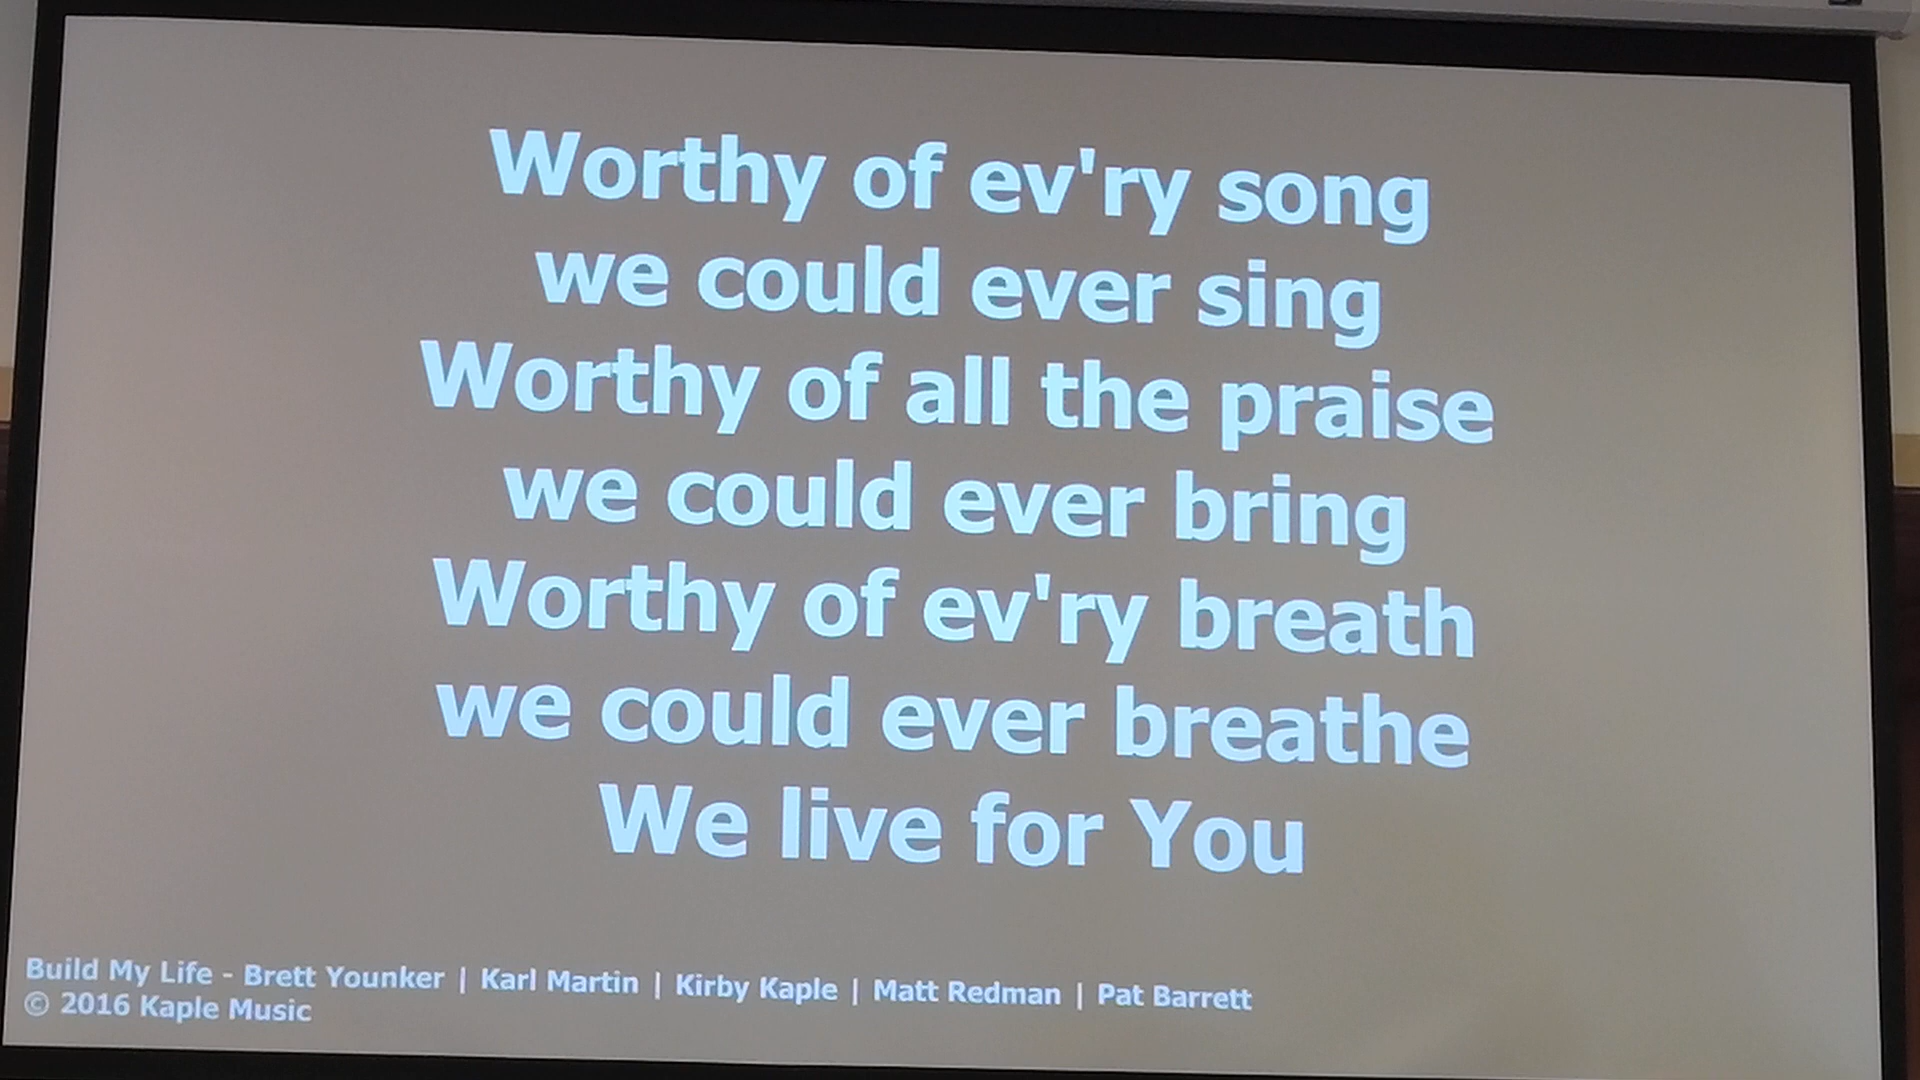 Worthy of ev'ry song
we could ever sing
Worthy of all the praise
we could ever bring
Worthy of ev'ry breath
we could ever breathe
We live for You
Build My Life - Brett Younker | Karl Martin | Kirby Kaple | Matt Redman | Pat Barrett
© 2016 Kaple Music